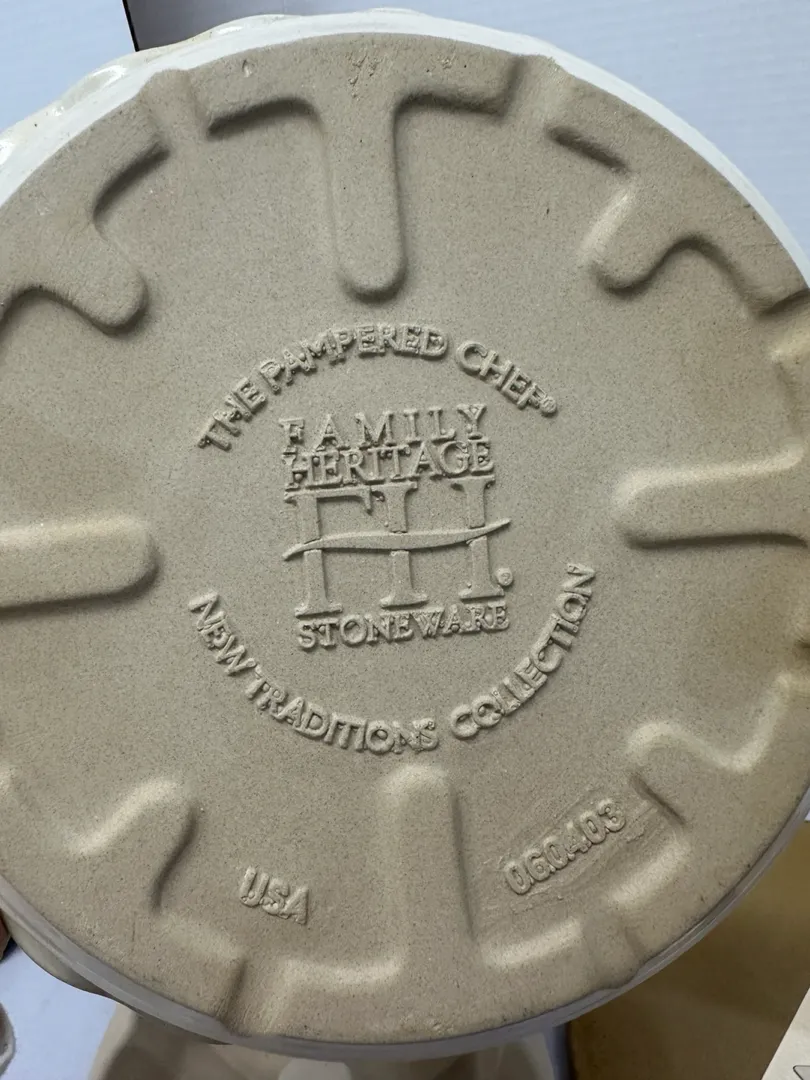 THE PAMPERED CHEF®
FAMILY
HERITAGE
FH®
STONEWARE
NEW TRADITIONS COLLECTION
USA
060403